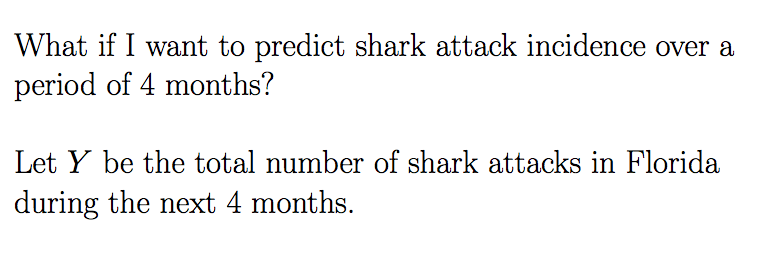 What if I want to predict shark attack incidence over a
period of 4 months?
Let Y be the total number of shark attacks in Florida
during the next 4 months.